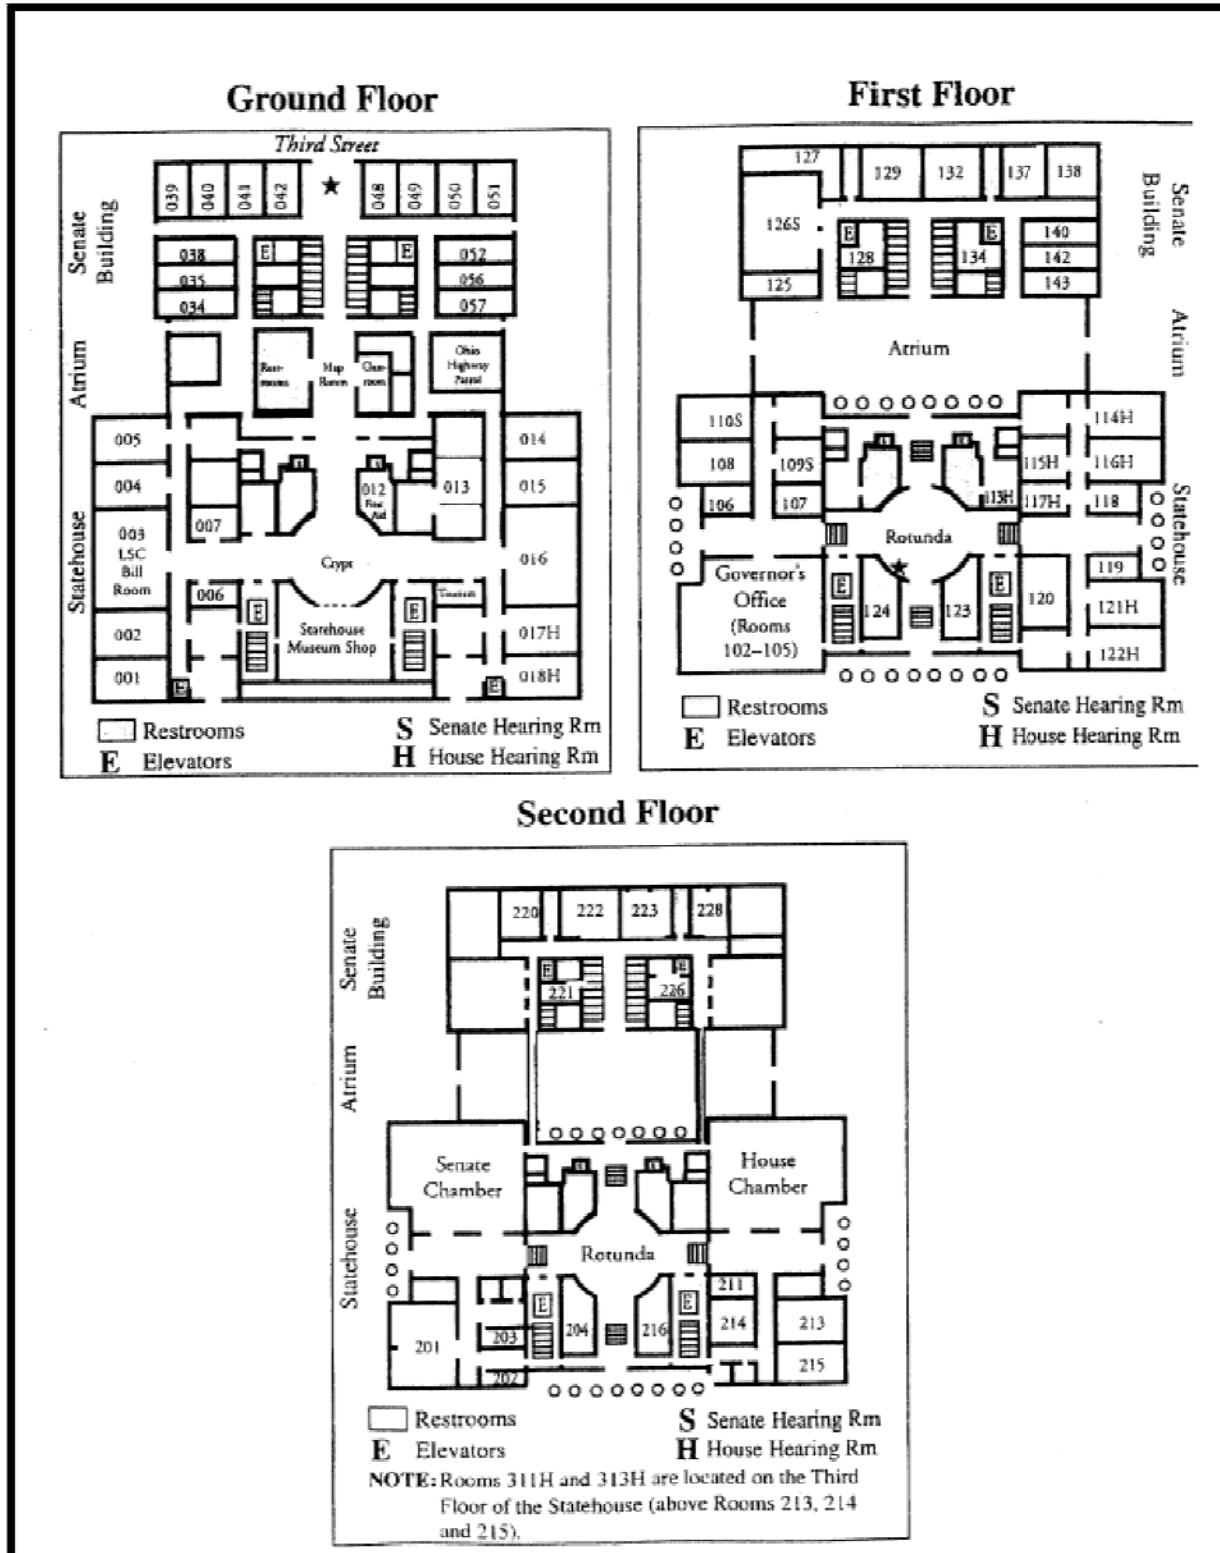 Ground Floor
Third Street
Senate
Building
Atrium
Statehouse
039
040
041
042
048
049
050
051
E
E
038
052
035
056
034
057
Rest-
rooms
Map
Room
Ohio
Highway
Patrol
005
014
004
012
First
Aid
013
015
003
LSC
Bill
Room
007
Crypt
016
006
E
E
Tourism
002
Statehouse
Museum Shop
017H
001
E
E
018H
Restrooms
S Senate Hearing Rm
E Elevators
H House Hearing Rm
First Floor
Senate
Building
Atrium
Statehouse
127
129
132
137
138
126S
E
E
140
128
134
142
125
143
Atrium
110S
114H
108
109S
115H
116H
106
107
113H
117H
118
Rotunda
Governor's
Office
(Rooms
102–105)
E
E
119
124
123
120
121H
122H
Restrooms
S Senate Hearing Rm
E Elevators
H House Hearing Rm
Second Floor
Senate
Building
Atrium
Statehouse
220
222
223
228
E
E
221
226
Senate
Chamber
House
Chamber
Rotunda
211
E
E
201
203
204
216
214
213
202
215
Restrooms
S Senate Hearing Rm
E Elevators
H House Hearing Rm
NOTE: Rooms 311H and 313H are located on the Third
Floor of the Statehouse (above Rooms 213, 214
and 215).